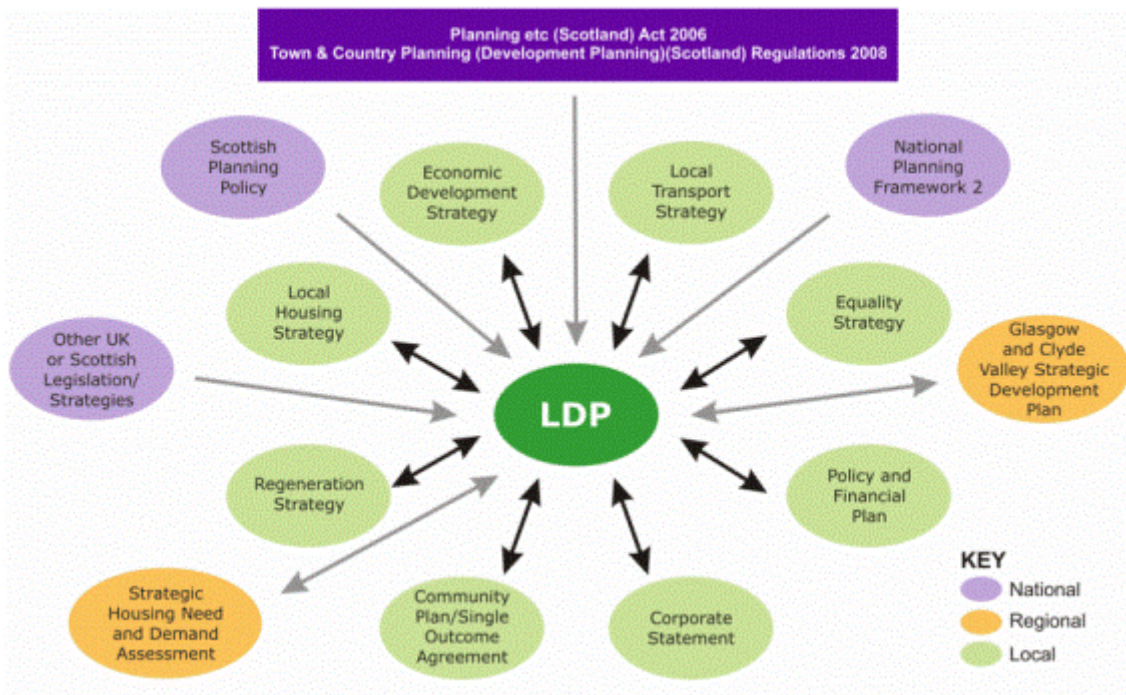 Planning etc (Scotland) Act 2006
Town & Country Planning (Development Planning)(Scotland) Regulations 2008
Scottish
Planning
Policy
Economic
Development
Strategy
Local
Transport
Strategy
National
Planning
Framework 2
Local
Housing
Strategy
Equality
Strategy
Other UK
or Scottish
Legislation/
Strategies
Glasgow
and Clyde
Valley Strategic
Development
Plan
LDP
Regeneration
Strategy
Policy and
Financial
Plan
Strategic
Housing Need
and Demand
Assessment
Community
Plan/Single
Outcome
Agreement
Corporate
Statement
KEY
National
Regional
Local